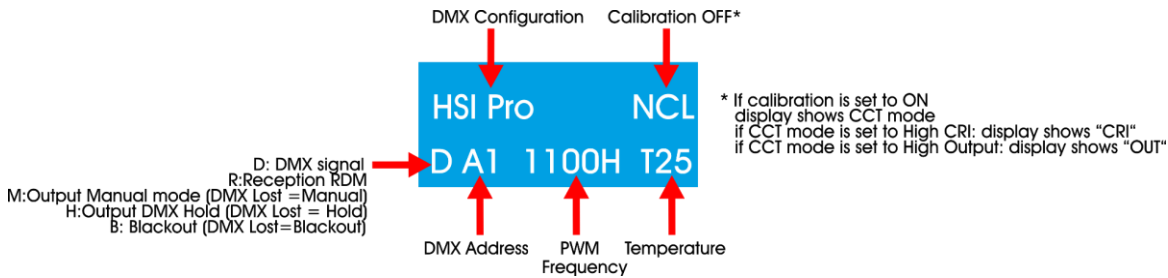 DMX Configuration
Calibration OFF*
HSI Pro NCL
D A1 1100H T25
* If calibration is set to ON
display shows CCT mode
if CCT mode is set to High CRI: display shows "CRI"
if CCT mode is set to High Output: display shows "OUT"
D: DMX signal
R:Reception RDM
M:Output Manual mode (DMX Lost =Manual)
H:Output DMX Hold (DMX Lost = Hold)
B: Blackout (DMX Lost=Blackout)
DMX Address
PWM
Frequency
Temperature